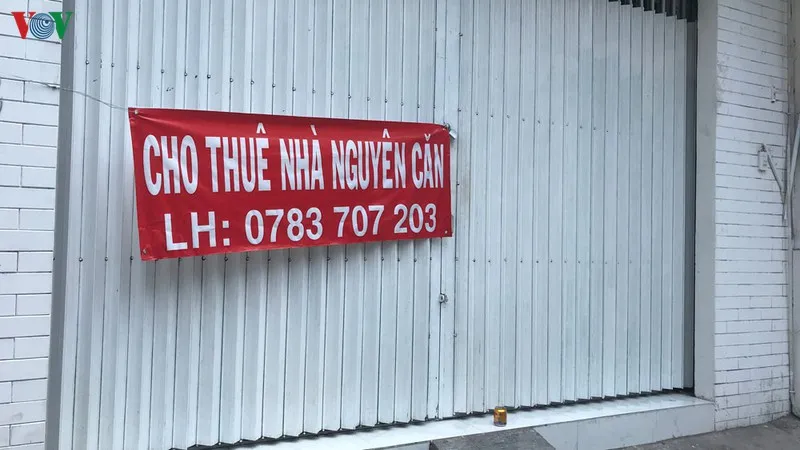 VOV
CHO THUÊ NHÀ NGUYÊN CĂN
LH: 0783 707 203